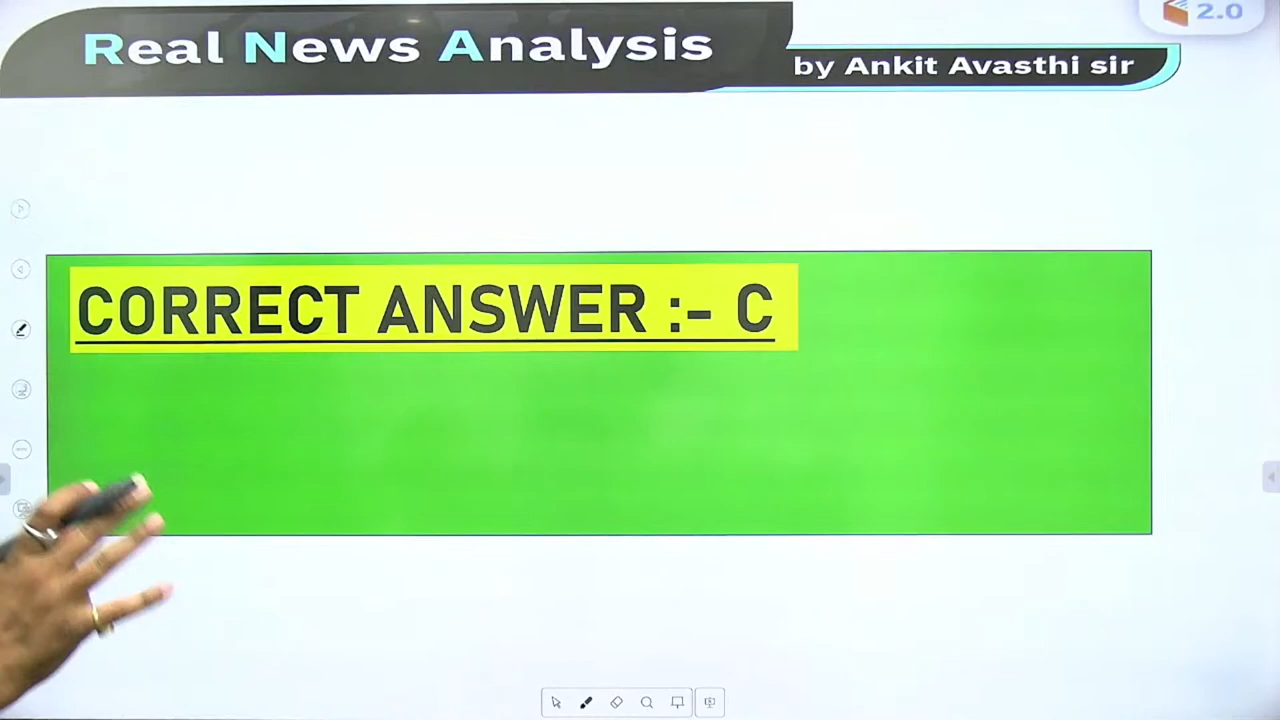 Real News Analysis
by Ankit Avasthi sir
2.0
CORRECT ANSWER :- C